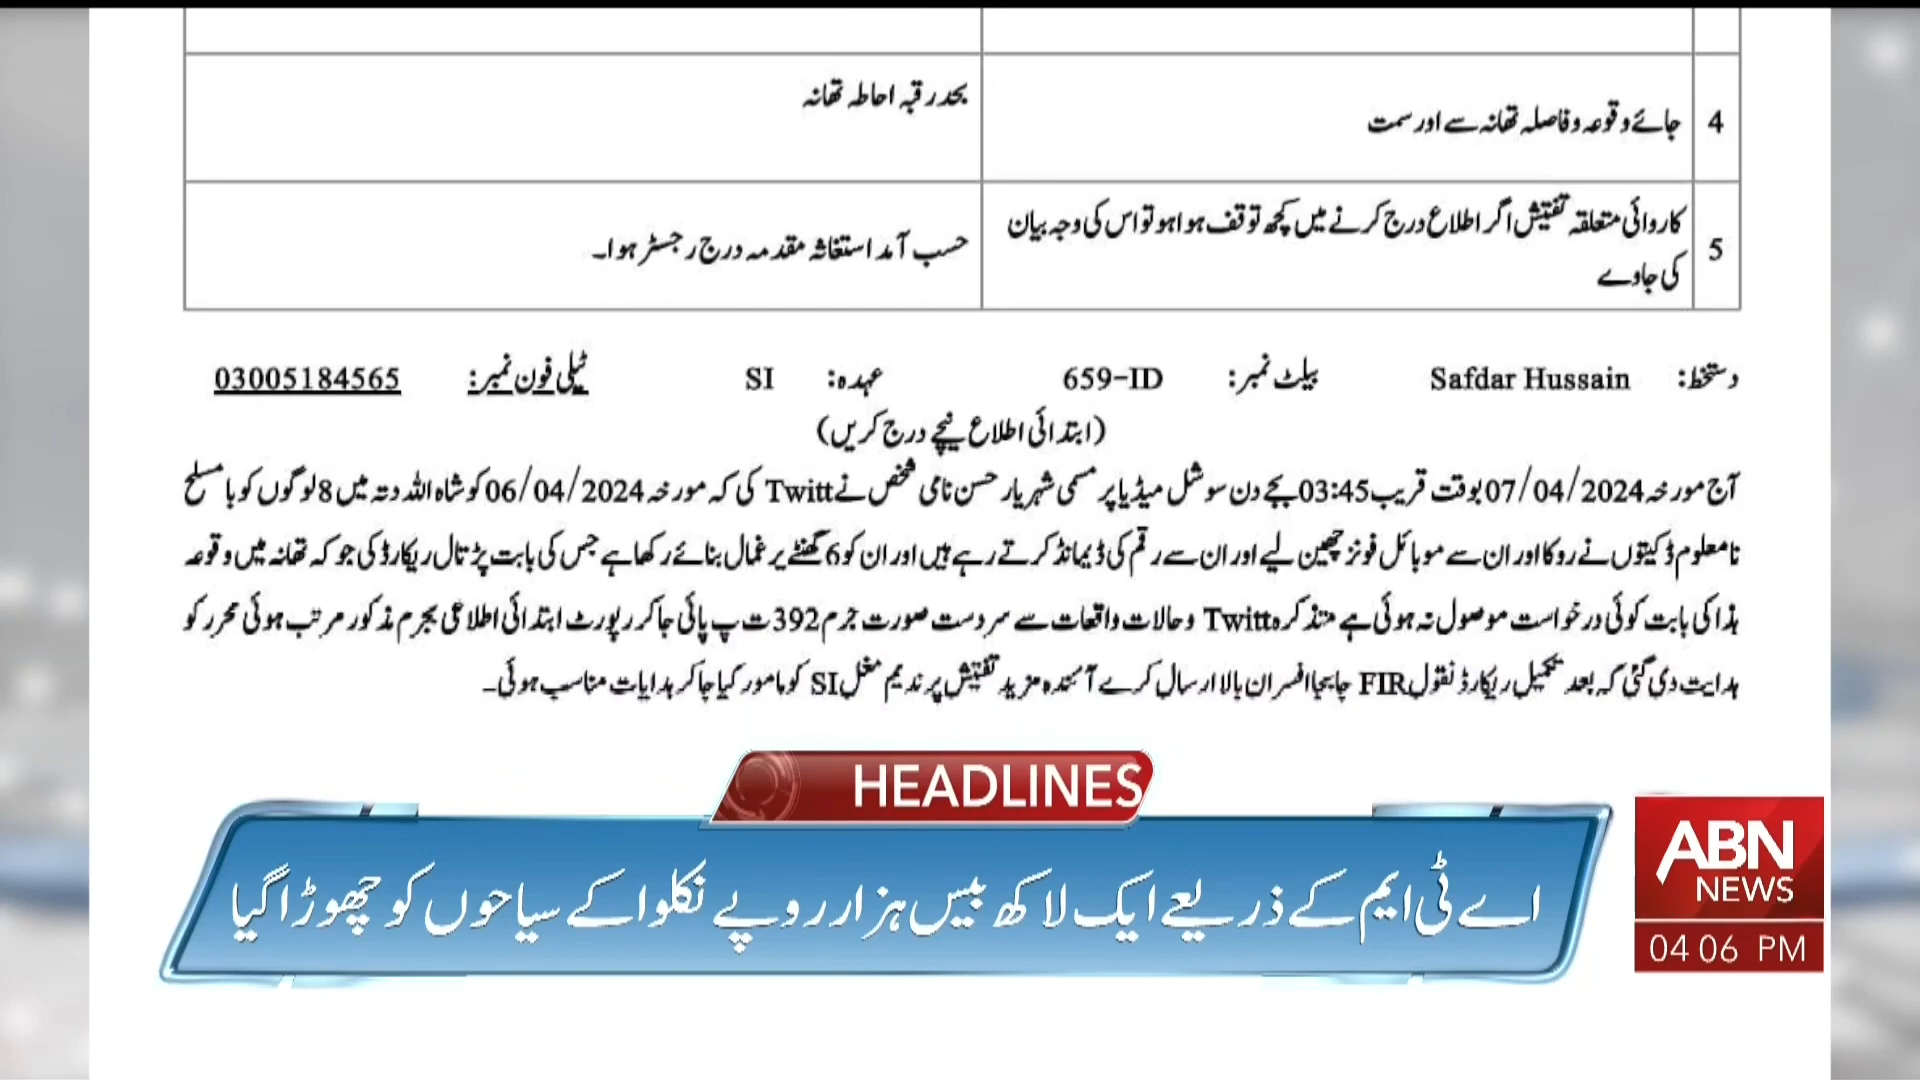 4 جائے وقوعہ و فاصلہ تھانہ سے اور سمت بحد رقبہ احاطہ تھانہ
5 کاروائی متعلقہ تفتیش اگر اطلاع درج کرنے میں کچھ توقف ہوا ہو تو اس کی وجہ بیان
کی جاوے
حسب آمد استغاثہ مقدمہ درج رجسٹر ہوا۔
دستخط: Safdar Hussain بیلٹ نمبر: 659-ID عہدہ: SI ٹیلی فون نمبر: 03005184565
(ابتدائی اطلاع نیچے درج کریں)
آج مورخہ 07/04/2024 بوقت قریب 03:45 بجے دن سوشل میڈیا پر مسمی شہریار حسن نامی شخص نے Twitt کی کہ مورخہ 06/04/2024 کو شاہ اللہ دتہ میں 8 لوگوں کو با مسلح
نامعلوم ڈکیتوں نے روکا اور ان سے موبائل فونز چھین لیے اور ان سے رقم کی ڈیمانڈ کرتے رہے ہیں اور ان کو 6 گھنٹے یرغمال بنائے رکھا ہے جس کی بابت پڑتال ریکارڈ کی جو کہ تھانہ میں وقوعہ
ہذا کی بابت کوئی درخواست موصول نہ ہوئی ہے متذکرہ Twitt و حالات واقعات سے سردست صورت جرم 392 ت پ پائی جا کر رپورٹ ابتدائی اطلاعی بجرم مذکور مرتب ہوئی محرر کو
ہدایت دی گئی کہ بعد تکمیل ریکارڈ نقول FIR جابجا افسران بالا ارسال کرے آئندہ مزید تفتیش پر ندیم مغل SI کو مامور کیا جا کر ہدایات مناسب ہوئی۔
HEADLINES
اے ٹی ایم کے ذریعے ایک لاکھ بیس ہزار روپے نکلوا کے سیاحوں کو چھوڑا گیا
ABN
NEWS
04 06 PM